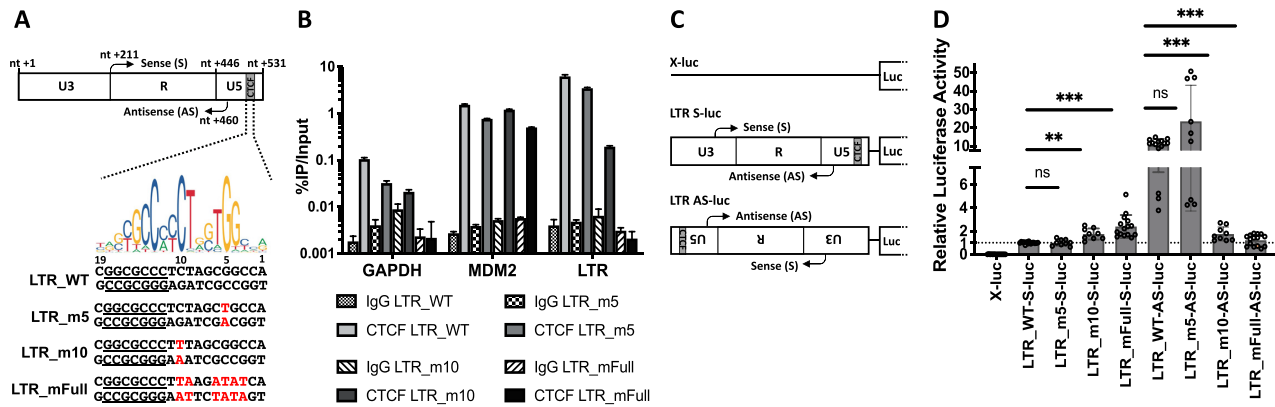 A
nt +1
nt +211
Sense (S)
nt +446
nt +531
U3
R
U5
CTCF
Antisense (AS)
nt +460
19
10
5
1
LTR_WT
CGGCGCCCTCTAGCGGCCA
GCCGCGGGAGATCGCCGGT
LTR_m5
CGGCGCCCTCTAGCTGCCA
GCCGCGGGAGATCGACGGT
LTR_m10
CGGCGCCCTTTAGCGGCCA
GCCGCGGGAAATCGCCGGT
LTR_mFull
CGGCGCCCTTAAGATATCA
GCCGCGGGAATTCTATAGT
B
%IP/Input
10
1
0.1
0.01
0.001
GAPDH
MDM2
LTR
IgG LTR_WT
IgG LTR_m5
CTCF LTR_WT
CTCF LTR_m5
IgG LTR_m10
IgG LTR_mFull
CTCF LTR_m10
CTCF LTR_mFull
C
X-luc
Luc
LTR S-luc
Sense (S)
U3
R
U5
CTCF
Luc
Antisense (AS)
LTR AS-luc
Antisense (AS)
CTCF
U5
R
U3
Luc
Sense (S)
D
Relative Luciferase Activity
50
40
30
20
10
6
4
2
1
0
ns
**
***
ns
***
***
X-luc
LTR_WT-S-luc
LTR_m5-S-luc
LTR_m10-S-luc
LTR_mFull-S-luc
LTR_WT-AS-luc
LTR_m5-AS-luc
LTR_m10-AS-luc
LTR_mFull-AS-luc